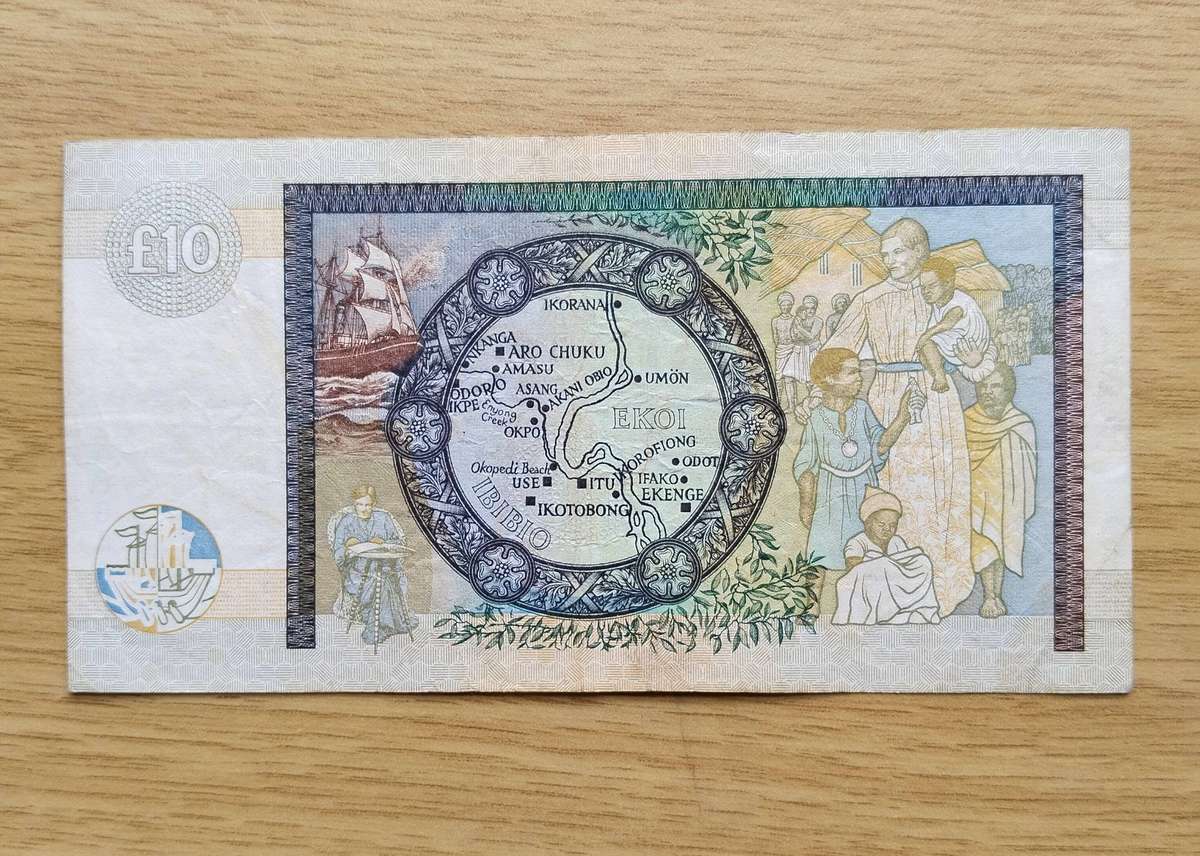 £10
IKORANA
NKANGA
ARO CHUKU
AMASU
UMÖN
ODORO
IKPE
ASANG
AKANI OBIO
Enyong
Creek
EKOI
OKPO
IKOROFIONG
Okopedi Beach
ODOT
USE
ITU
IFAKO
EKENGE
IKOTOBONG
IBIBIO